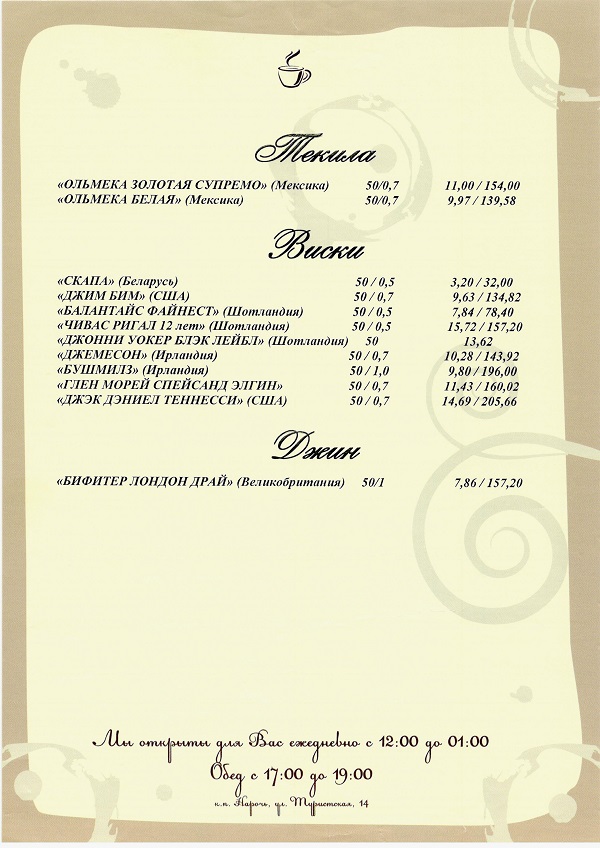 Текила
«ОЛЬМЕКА ЗОЛОТАЯ СУПРЕМО» (Мексика) 50/0,7 11,00 / 154,00
«ОЛЬМЕКА БЕЛАЯ» (Мексика) 50/0,7 9,97 / 139,58
Виски
«СКАПА» (Беларусь) 50 / 0,5 3,20 / 32,00
«ДЖИМ БИМ» (США) 50 / 0,7 9,63 / 134,82
«БАЛАНТАЙС ФАЙНЕСТ» (Шотландия) 50 / 0,5 7,84 / 78,40
«ЧИВАС РИГАЛ 12 лет» (Шотландия) 50 / 0,5 15,72 / 157,20
«ДЖОННИ УОКЕР БЛЭК ЛЕЙБЛ» (Шотландия) 50 13,62
«ДЖЕМЕСОН» (Ирландия) 50 / 0,7 10,28 / 143,92
«БУШМИЛЗ» (Ирландия) 50 / 1,0 9,80 / 196,00
«ГЛЕН МОРЕЙ СПЕЙСАНД ЭЛГИН» 50 / 0,7 11,43 / 160,02
«ДЖЭК ДЭНИЕЛ ТЕННЕССИ» (США) 50 / 0,7 14,69 / 205,66
Джин
«БИФИТЕР ЛОНДОН ДРАЙ» (Великобритания) 50/1 7,86 / 157,20
Мы открыты для Вас ежедневно с 12:00 до 01:00
Обед с 17:00 до 19:00
к.п. Нарочь, ул. Туристская, 14